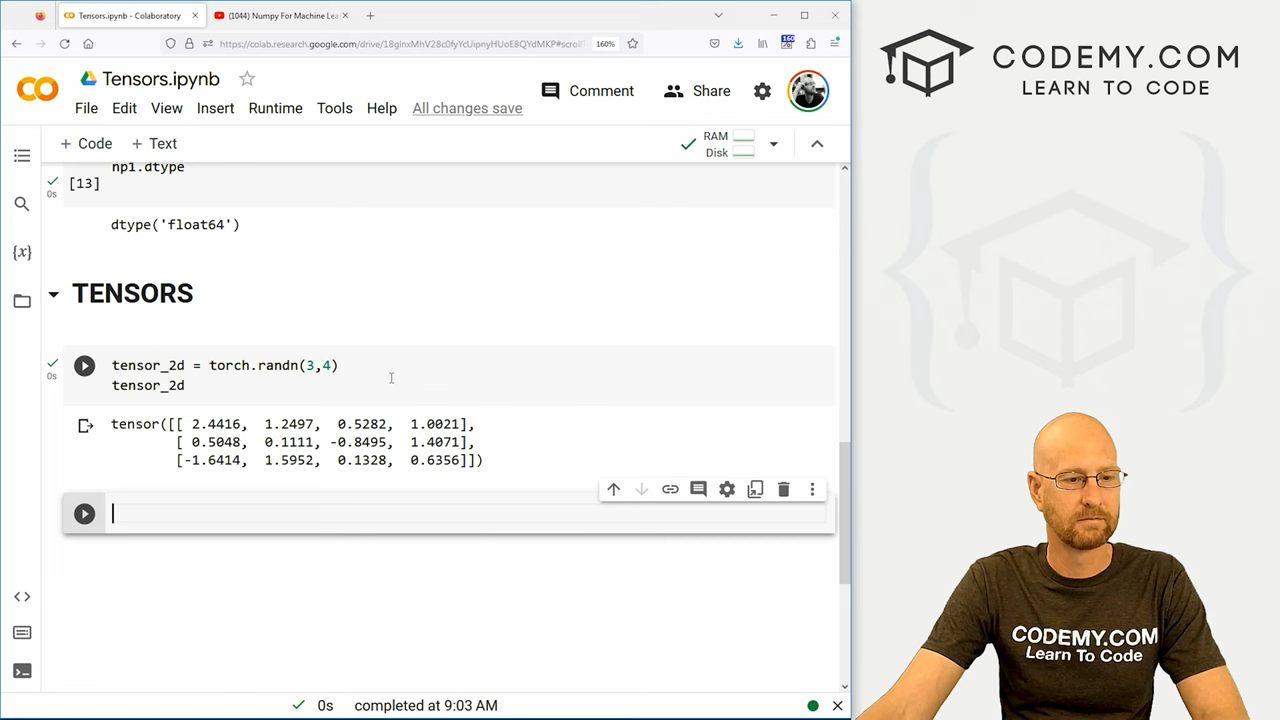 Tensors.ipynb - Colaboratory
(1044) Numpy For Machine Lea
https://colab.research.google.com/drive/
160%
160
CODEMY.COM
LEARN TO CODE
CO
Tensors.ipynb
Comment
Share
File Edit View Insert Runtime Tools Help All changes save
+ Code + Text
RAM
Disk
np1.dtype
[13]
0s
dtype('float64')
TENSORS
tensor_2d = torch.randn(3,4)
0s
tensor_2d
tensor([[ 2.4416, 1.2497, 0.5282, 1.0021],
[ 0.5048, 0.1111, -0.8495, 1.4071],
[-1.6414, 1.5952, 0.1328, 0.6356]])
{x}
0s completed at 9:03 AM
CODEMY.COM
Learn To Code